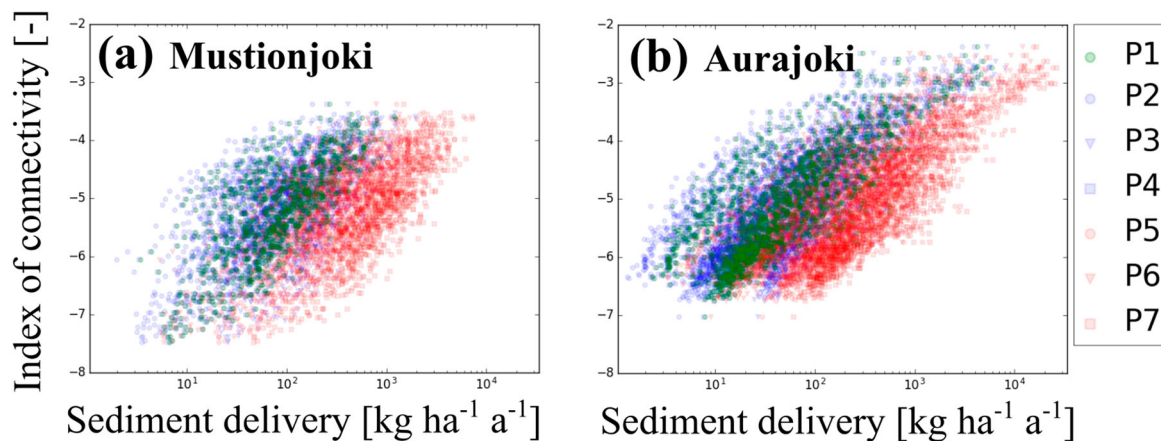 (a) Mustionjoki
(b) Aurajoki
Index of connectivity [-]
−2
−3
−4
−5
−6
−7
−8
10¹
10²
10³
10⁴
Sediment delivery [kg ha⁻¹ a⁻¹]
−2
−3
−4
−5
−6
−7
−8
10¹
10²
10³
10⁴
Sediment delivery [kg ha⁻¹ a⁻¹]
P1
P2
P3
P4
P5
P6
P7